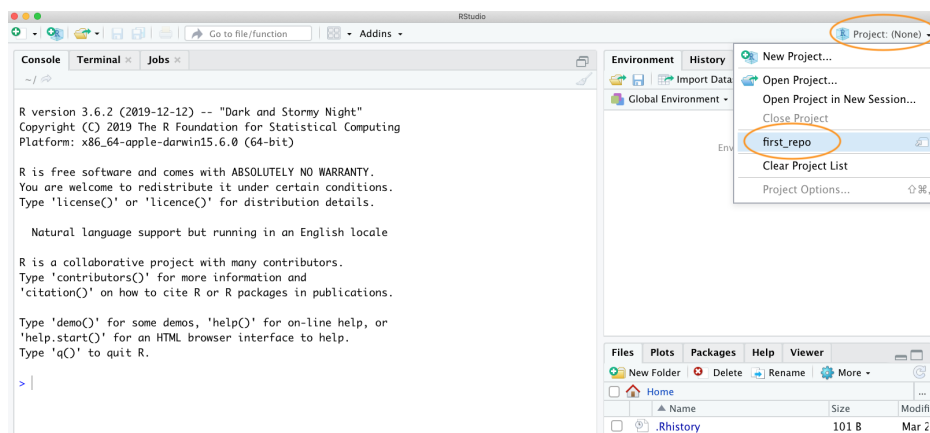 RStudio
Go to file/function
Addins
Project: (None)
Console Terminal Jobs
~/
R version 3.6.2 (2019-12-12) -- "Dark and Stormy Night"
Copyright (C) 2019 The R Foundation for Statistical Computing
Platform: x86_64-apple-darwin15.6.0 (64-bit)
R is free software and comes with ABSOLUTELY NO WARRANTY.
You are welcome to redistribute it under certain conditions.
Type 'license()' or 'licence()' for distribution details.
Natural language support but running in an English locale
R is a collaborative project with many contributors.
Type 'contributors()' for more information and
'citation()' on how to cite R or R packages in publications.
Type 'demo()' for some demos, 'help()' for on-line help, or
'help.start()' for an HTML browser interface to help.
Type 'q()' to quit R.
>
Environment History
Import Data
Global Environment
Env
New Project...
Open Project...
Open Project in New Session...
Close Project
first_repo
Clear Project List
Project Options... ⇧⌘,
Files Plots Packages Help Viewer
New Folder Delete Rename More
Home ...
Name Size Modifi
.Rhistory 101 B Mar 2